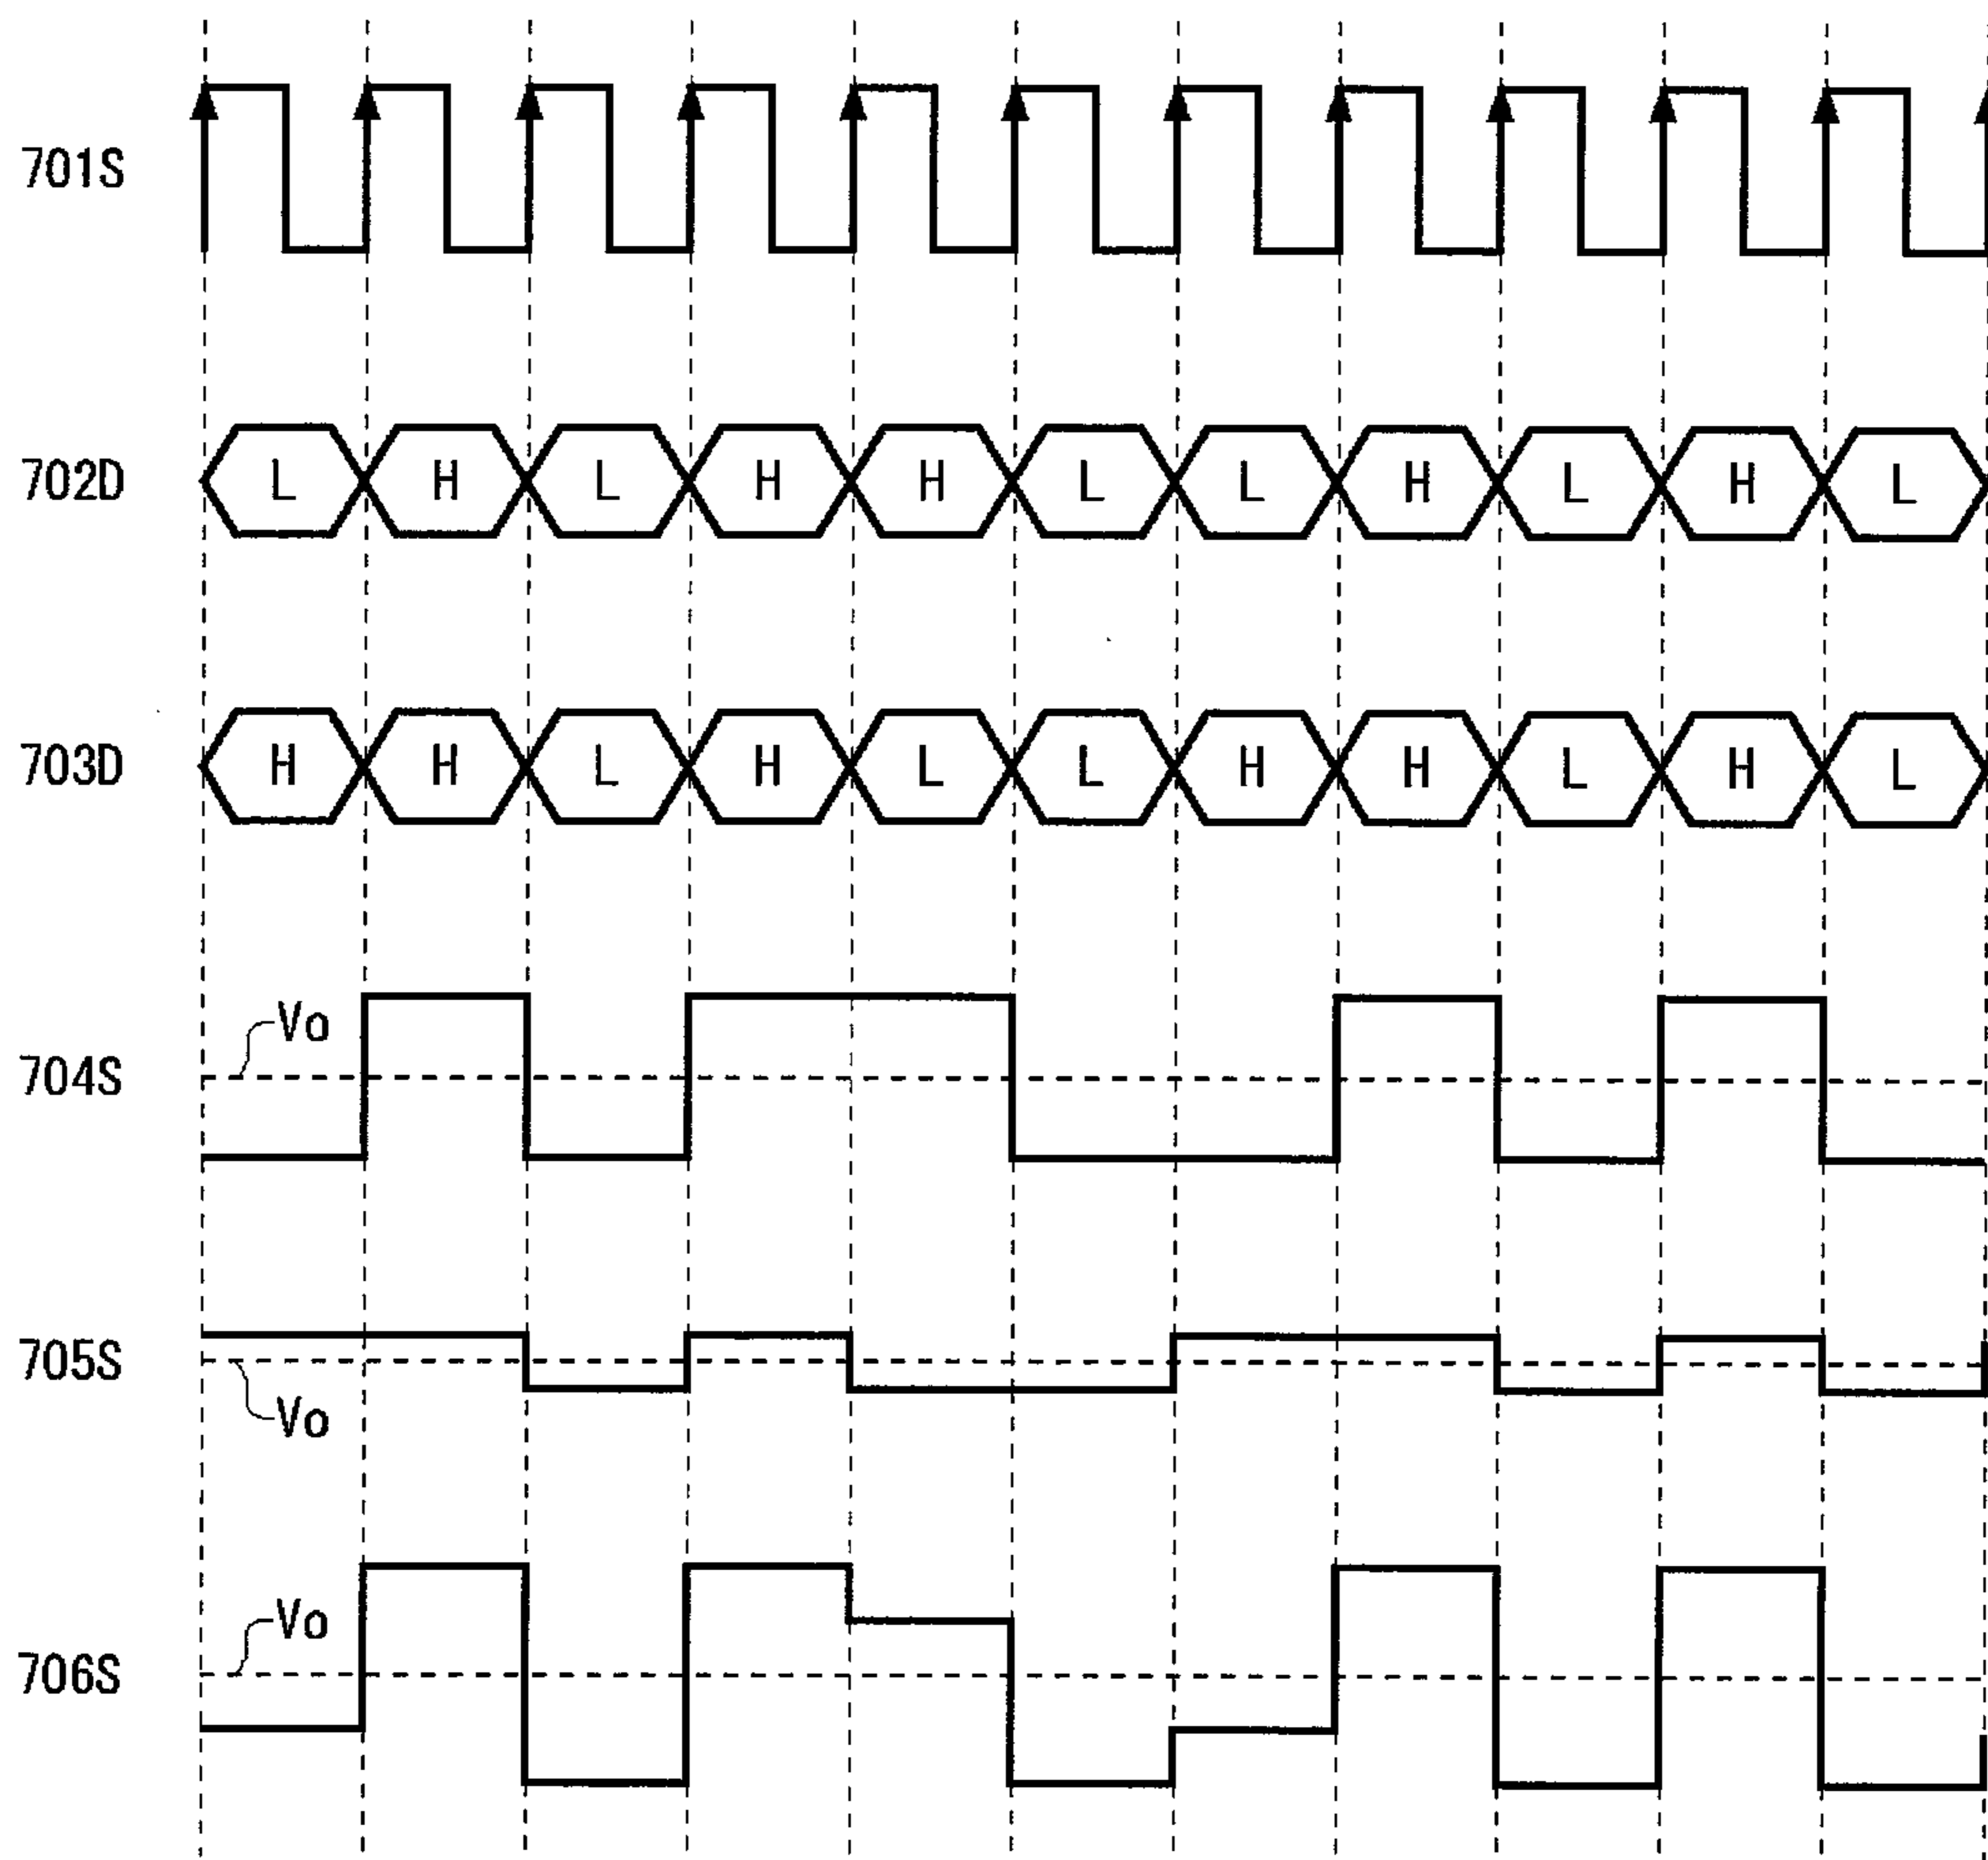 701S
702D L H L H H L L H L H L
703D H H L H L L H H L H L
Vo
704S
705S
Vo
Vo
706S